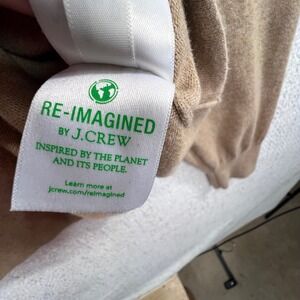 RE-IMAGINED
BY J.CREW
INSPIRED BY THE PLANET
AND ITS PEOPLE.
Learn more at
jcrew.com/reimagined